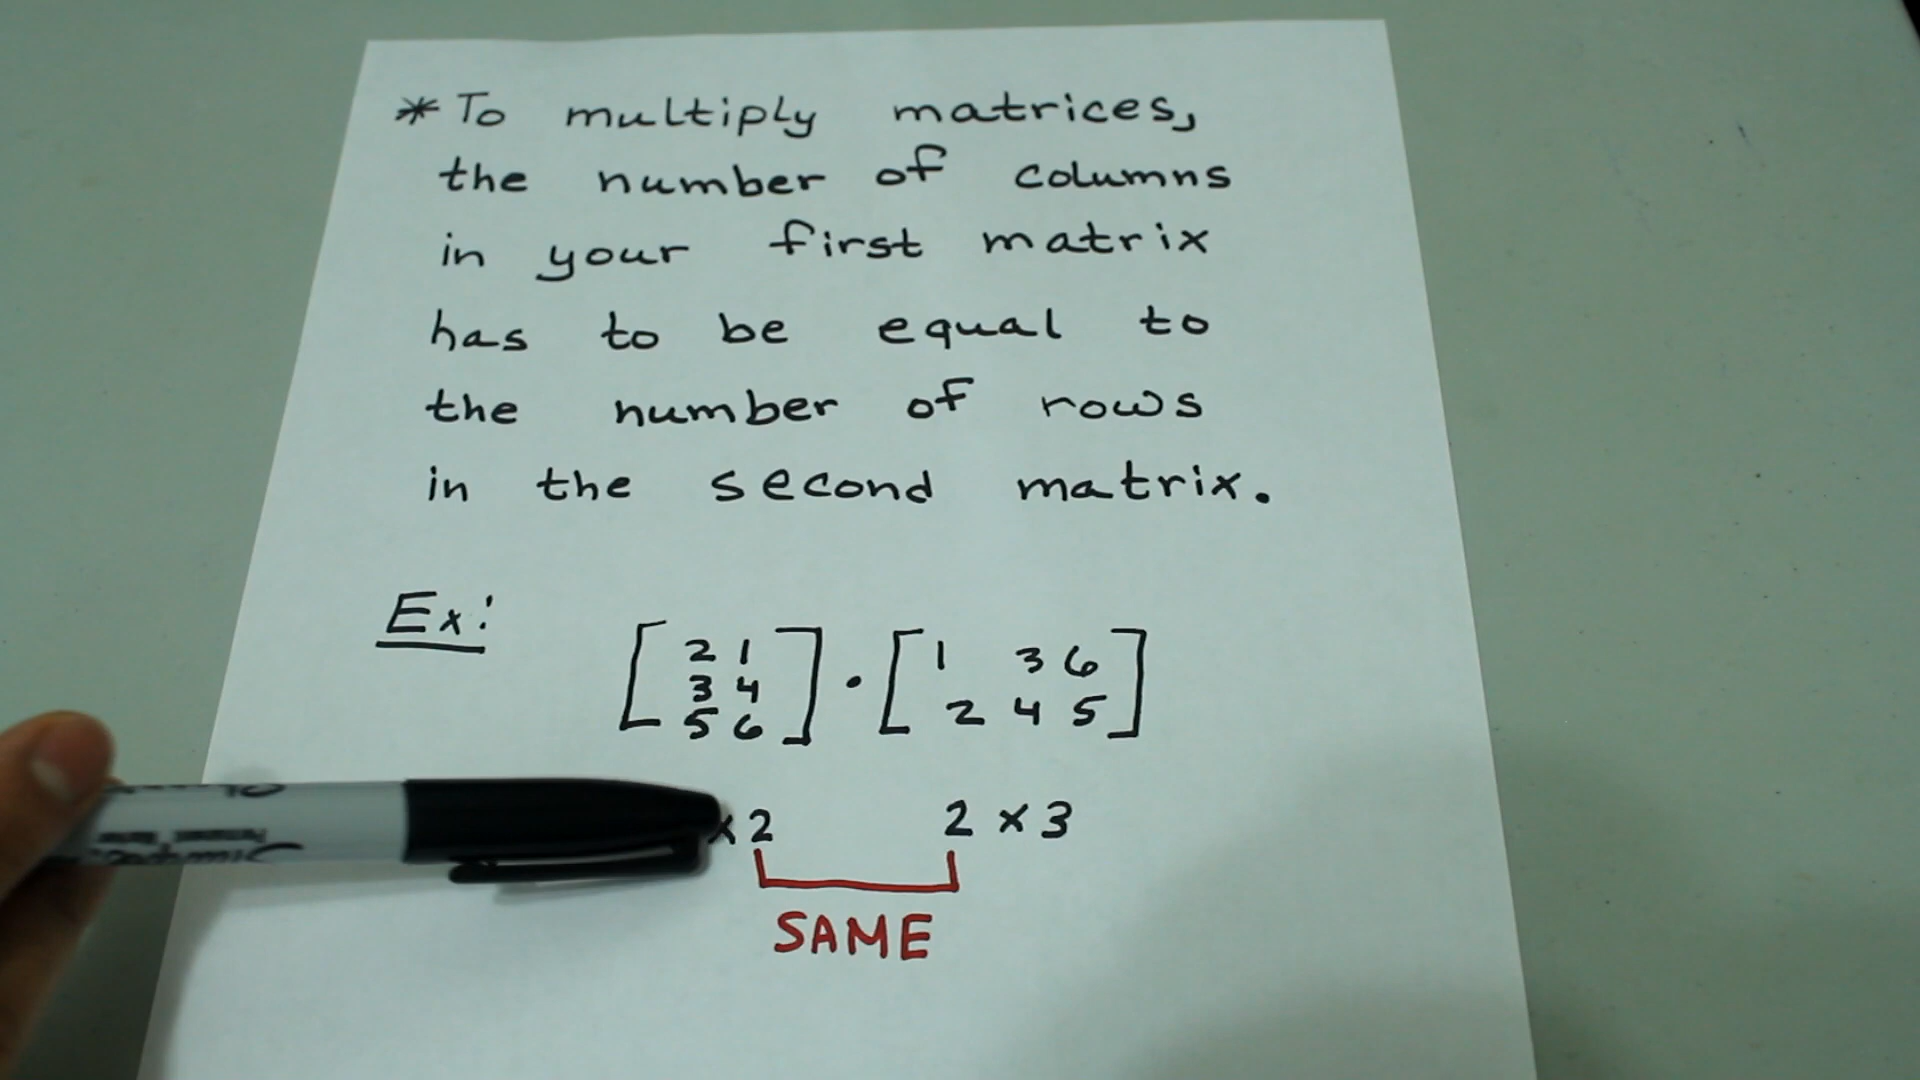 * To multiply matrices,
the number of columns
in your first matrix
has to be equal to
the number of rows
in the second matrix.
Ex:
[ 2 1 ] · [ 1 3 6 ]
3 4
5 6 2 4 5
x 2 2 x 3
SAME